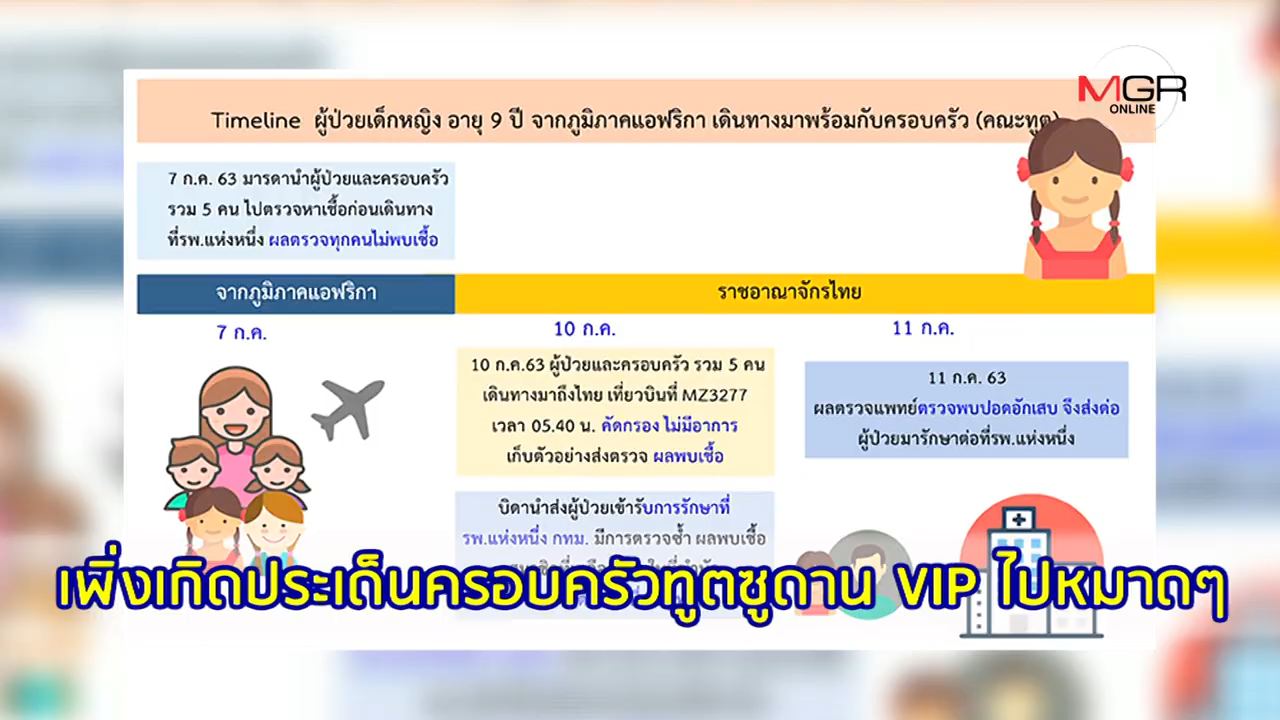 MGR
ONLINE
Timeline ผู้ป่วยเด็กหญิง อายุ 9 ปี จากภูมิภาคแอฟริกา เดินทางมาพร้อมกับครอบครัว (คณะทูต)
7 ก.ค. 63 มารดานำผู้ป่วยและครอบครัว
รวม 5 คน ไปตรวจหาเชื้อก่อนเดินทาง
ที่รพ.แห่งหนึ่ง ผลตรวจทุกคนไม่พบเชื้อ
จากภูมิภาคแอฟริกา
ราชอาณาจักรไทย
7 ก.ค.
10 ก.ค.
11 ก.ค.
10 ก.ค.63 ผู้ป่วยและครอบครัว รวม 5 คน
เดินทางมาถึงไทย เที่ยวบินที่ MZ3277
เวลา 05.40 น. คัดกรอง ไม่มีอาการ
เก็บตัวอย่างส่งตรวจ ผลพบเชื้อ
11 ก.ค. 63
ผลตรวจแพทย์ตรวจพบปอดอักเสบ จึงส่งต่อ
ผู้ป่วยมารักษาต่อที่รพ.แห่งหนึ่ง
บิดานำส่งผู้ป่วยเข้ารับการรักษาที่
รพ.แห่งหนึ่ง กทม. มีการตรวจซ้ำ ผลพบเชื้อ
เพิ่งเกิดประเด็นครอบครัวทูตซูดาน VIP ไปหมาดๆ